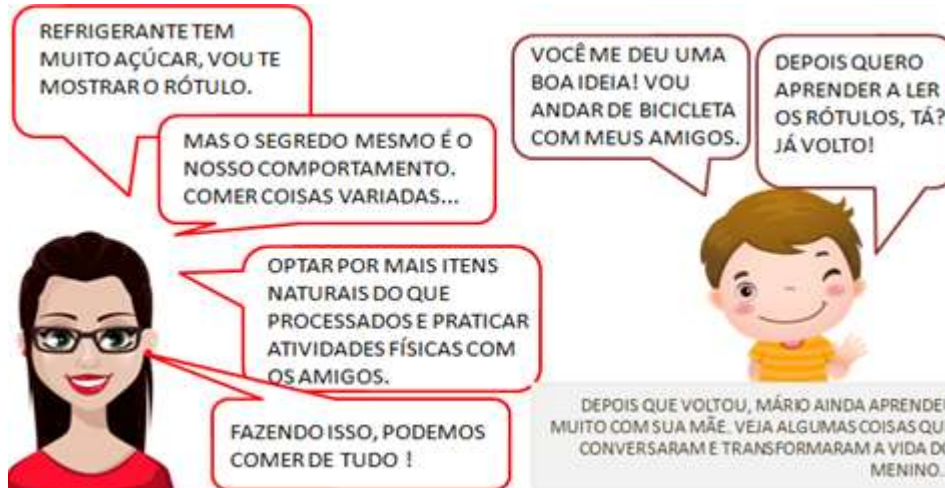 REFRIGERANTE TEM
MUITO AÇÚCAR, VOU TE
MOSTRAR O RÓTULO.
MAS O SEGREDO MESMO É O
NOSSO COMPORTAMENTO.
COMER COISAS VARIADAS...
OPTAR POR MAIS ITENS
NATURAIS DO QUE
PROCESSADOS E PRATICAR
ATIVIDADES FÍSICAS COM
OS AMIGOS.
FAZENDO ISSO, PODEMOS
COMER DE TUDO !
VOCÊ ME DEU UMA
BOA IDEIA! VOU
ANDAR DE BICICLETA
COM MEUS AMIGOS.
DEPOIS QUERO
APRENDER A LER
OS RÓTULOS, TÁ?
JÁ VOLTO!
DEPOIS QUE VOLTOU, MÁRIO AINDA
MUITO COM SUA MÃE. VEJA ALGUMAS COISAS
CONVERSARAM E TRANSFORMARAM A VIDA
MENINO...